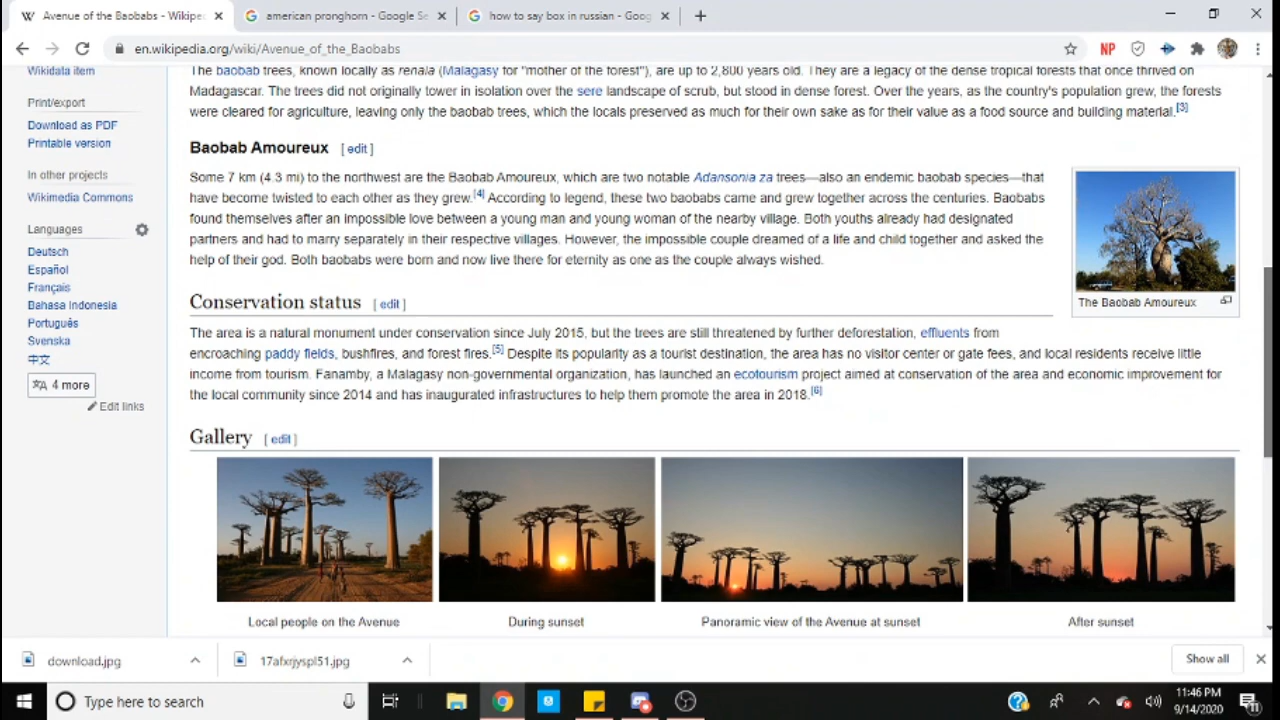 Avenue of the Baobabs - Wikiped
american pronghorn - Google Se
how to say box in russian - Goog
en.wikipedia.org/wiki/Avenue_of_the_Baobabs
NP
Wikidata item
Print/export
Download as PDF
Printable version
In other projects
Wikimedia Commons
Languages
Deutsch
Español
Français
Bahasa Indonesia
Português
Svenska
中文
4 more
Edit links
The baobab trees, known locally as renala (Malagasy for "mother of the forest"), are up to 2,800 years old. They are a legacy of the dense tropical forests that once thrived on
Madagascar. The trees did not originally tower in isolation over the sere landscape of scrub, but stood in dense forest. Over the years, as the country's population grew, the forests
were cleared for agriculture, leaving only the baobab trees, which the locals preserved as much for their own sake as for their value as a food source and building material.[3]
Baobab Amoureux [ edit ]
Some 7 km (4.3 mi) to the northwest are the Baobab Amoureux, which are two notable Adansonia za trees—also an endemic baobab species—that
have become twisted to each other as they grew.[4] According to legend, these two baobabs came and grew together across the centuries. Baobabs
found themselves after an impossible love between a young man and young woman of the nearby village. Both youths already had designated
partners and had to marry separately in their respective villages. However, the impossible couple dreamed of a life and child together and asked the
help of their god. Both baobabs were born and now live there for eternity as one as the couple always wished.
The Baobab Amoureux
Conservation status [ edit ]
The area is a natural monument under conservation since July 2015, but the trees are still threatened by further deforestation, effluents from
encroaching paddy fields, bushfires, and forest fires.[5] Despite its popularity as a tourist destination, the area has no visitor center or gate fees, and local residents receive little
income from tourism. Fanamby, a Malagasy non-governmental organization, has launched an ecotourism project aimed at conservation of the area and economic improvement for
the local community since 2014 and has inaugurated infrastructures to help them promote the area in 2018.[6]
Gallery [ edit ]
Local people on the Avenue
During sunset
Panoramic view of the Avenue at sunset
After sunset
download.jpg
17afxrjyspl51.jpg
Show all
Type here to search
11:46 PM
9/14/2020
11